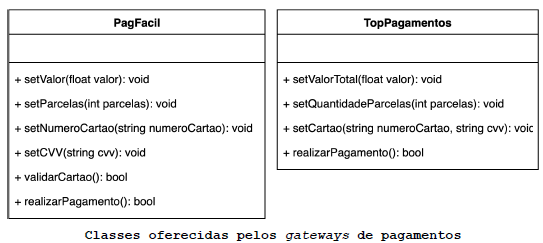 PagFacil
+ setValor(float valor): void
+ setParcelas(int parcelas): void
+ setNumeroCartao(string numeroCartao): void
+ setCVV(string cvv): void
+ validarCartao(): bool
+ realizarPagamento(): bool
TopPagamentos
+ setValorTotal(float valor): void
+ setQuantidadeParcelas(int parcelas): void
+ setCartao(string numeroCartao, string cvv): voic
+ realizarPagamento(): bool
Classes oferecidas pelos gateways de pagamentos